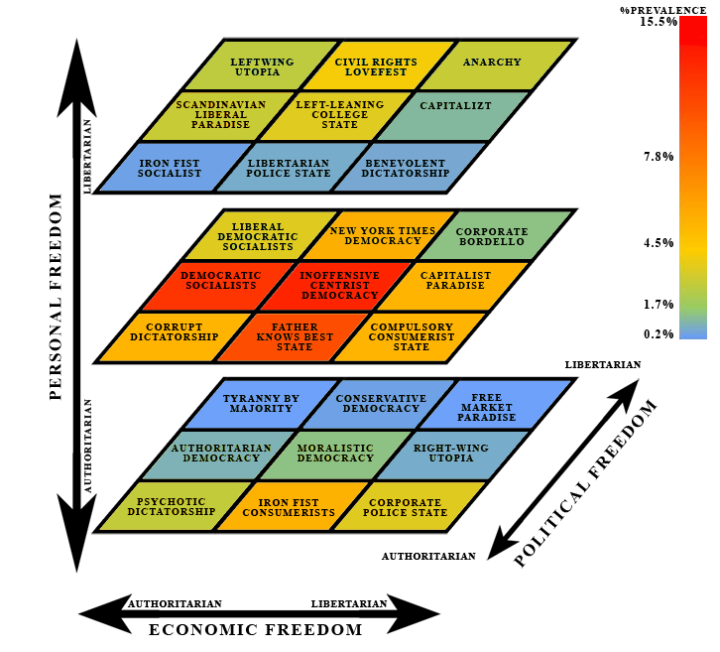 %PREVALENCE
15.5%
7.8%
4.5%
1.7%
0.2%
LEFTWING
UTOPIA
CIVIL RIGHTS
LOVEFEST
ANARCHY
SCANDINAVIAN
LIBERAL
PARADISE
LEFT-LEANING
COLLEGE
STATE
CAPITALIZT
IRON FIST
SOCIALIST
LIBERTARIAN
POLICE STATE
BENEVOLENT
DICTATORSHIP
LIBERAL
DEMOCRATIC
SOCIALISTS
NEW YORK TIMES
DEMOCRACY
CORPORATE
BORDELLO
DEMOCRATIC
SOCIALISTS
INOFFENSIVE
CENTRIST
DEMOCRACY
CAPITALIST
PARADISE
CORRUPT
DICTATORSHIP
FATHER
KNOWS BEST
STATE
COMPULSORY
CONSUMERIST
STATE
TYRANNY BY
MAJORITY
CONSERVATIVE
DEMOCRACY
FREE
MARKET
PARADISE
AUTHORITARIAN
DEMOCRACY
MORALISTIC
DEMOCRACY
RIGHT-WING
UTOPIA
PSYCHOTIC
DICTATORSHIP
IRON FIST
CONSUMERISTS
CORPORATE
POLICE STATE
LIBERTARIAN
PERSONAL FREEDOM
AUTHORITARIAN
LIBERTARIAN
POLITICAL FREEDOM
AUTHORITARIAN
AUTHORITARIAN
LIBERTARIAN
ECONOMIC FREEDOM